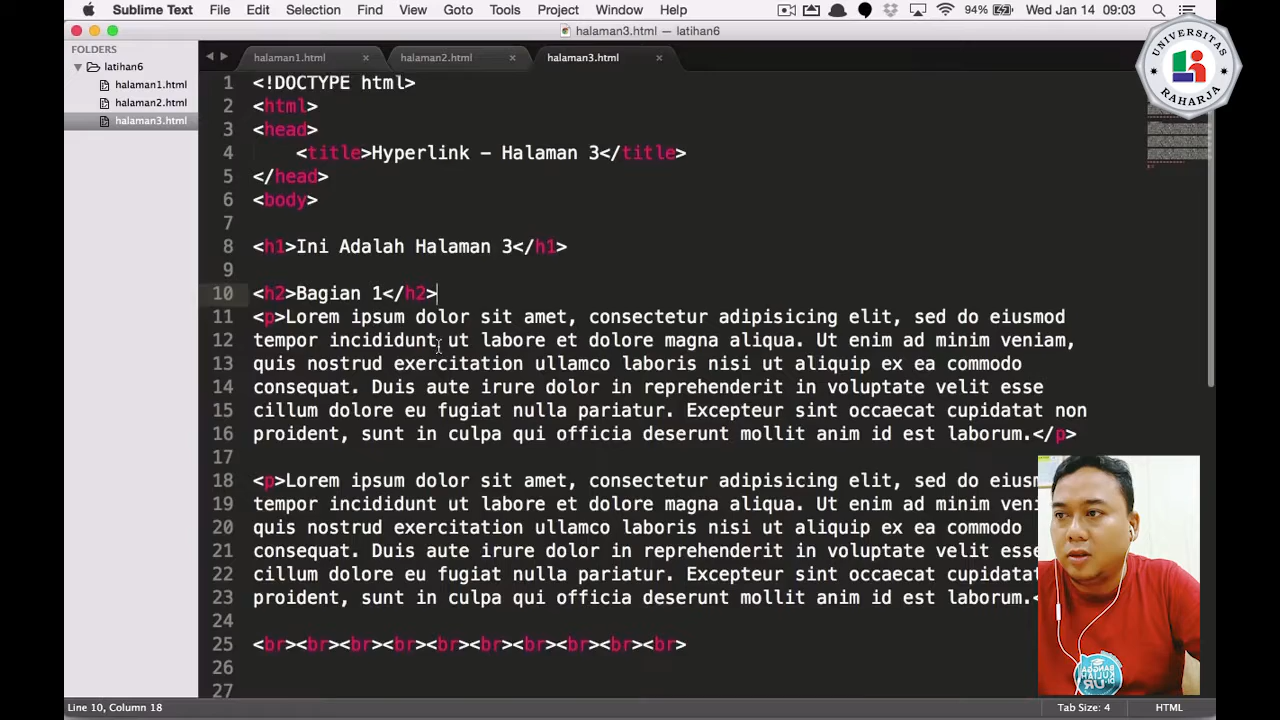 Sublime Text File Edit Selection Find View Goto Tools Project Window Help 94% Wed Jan 14 09:03
halaman3.html — latihan6
UNIVERSITAS
RAHARJA
FOLDERS
latihan6
halaman1.html
halaman2.html
halaman3.html
halaman1.html × halaman2.html × halaman3.html ×
1 <!DOCTYPE html>
2 <html>
3 <head>
4 <title>Hyperlink – Halaman 3</title>
5 </head>
6 <body>
7
8 <h1>Ini Adalah Halaman 3</h1>
9
10 <h2>Bagian 1</h2>
11 <p>Lorem ipsum dolor sit amet, consectetur adipisicing elit, sed do eiusmod
12 tempor incididunt ut labore et dolore magna aliqua. Ut enim ad minim veniam,
13 quis nostrud exercitation ullamco laboris nisi ut aliquip ex ea commodo
14 consequat. Duis aute irure dolor in reprehenderit in voluptate velit esse
15 cillum dolore eu fugiat nulla pariatur. Excepteur sint occaecat cupidatat non
16 proident, sunt in culpa qui officia deserunt mollit anim id est laborum.</p>
17
18 <p>Lorem ipsum dolor sit amet, consectetur adipisicing elit, sed do eiusm
19 tempor incididunt ut labore et dolore magna aliqua. Ut enim ad minim veni
20 quis nostrud exercitation ullamco laboris nisi ut aliquip ex ea commodo
21 consequat. Duis aute irure dolor in reprehenderit in voluptate velit esse
22 cillum dolore eu fugiat nulla pariatur. Excepteur sint occaecat cupidatat
23 proident, sunt in culpa qui officia deserunt mollit anim id est laborum.<
24
25 <br><br><br><br><br><br><br><br><br><br>
26
27
BANGGA
KULIAH
DI
UR
Line 10, Column 18 Tab Size: 4 HTML